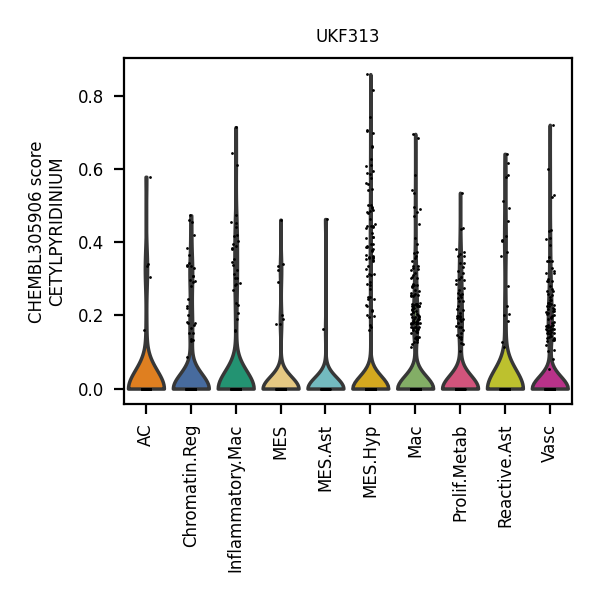 UKF313
CHEMBL305906 score
CETYLPYRIDINIUM
0.8
0.6
0.4
0.2
0.0
AC
Chromatin.Reg
Inflammatory.Mac
MES
MES.Ast
MES.Hyp
Mac
Prolif.Metab
Reactive.Ast
Vasc